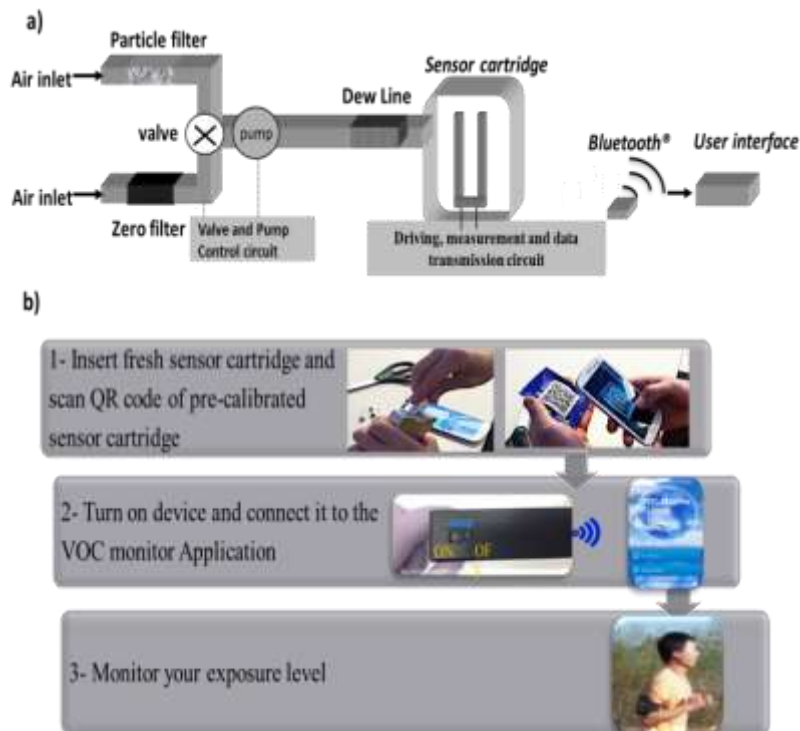 a)
Particle filter
Air inlet
Dew Line
Sensor cartridge
valve
pump
Bluetooth®
User interface
Air inlet
Zero filter
Valve and Pump
Control circuit
Driving, measurement and data
transmission circuit
b)
1- Insert fresh sensor cartridge and
scan QR code of pre-calibrated
sensor cartridge
2- Turn on device and connect it to the
VOC monitor Application
ON OF
3- Monitor your exposure level